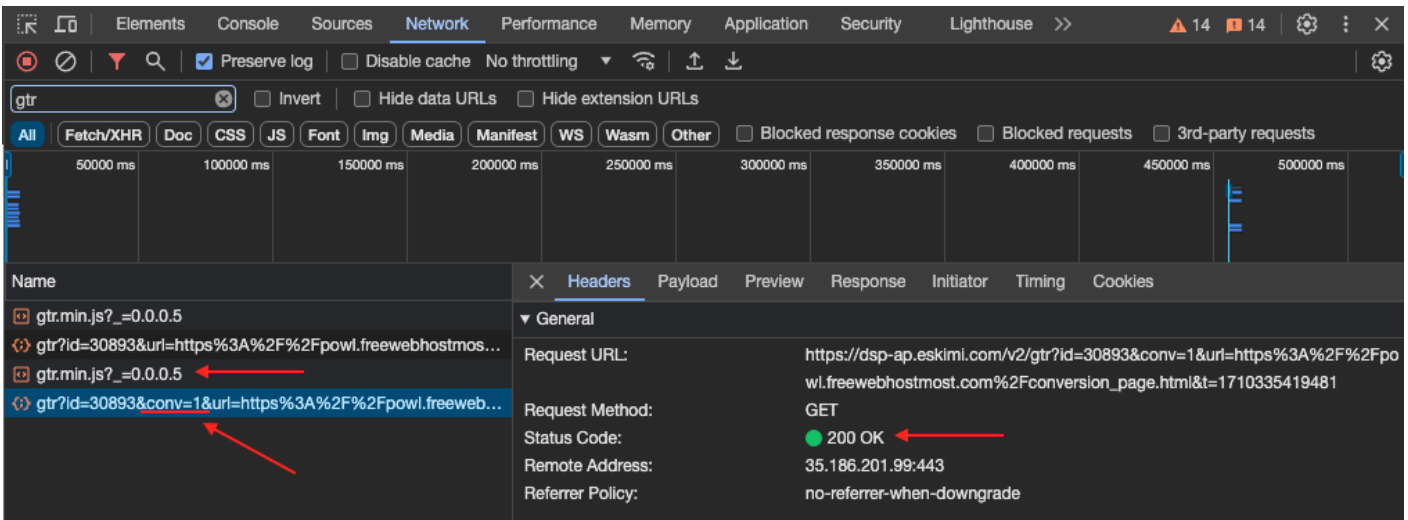 Elements Console Sources Network Performance Memory Application Security Lighthouse >> 14 14
Preserve log Disable cache No throttling
gtr Invert Hide data URLs Hide extension URLs
All Fetch/XHR Doc CSS JS Font Img Media Manifest WS Wasm Other Blocked response cookies Blocked requests 3rd-party requests
50000 ms 100000 ms 150000 ms 200000 ms 250000 ms 300000 ms 350000 ms 400000 ms 450000 ms 500000 ms
Name
gtr.min.js?_=0.0.0.5
gtr?id=30893&url=https%3A%2F%2Fpowl.freewebhostmos...
gtr.min.js?_=0.0.0.5
gtr?id=30893&conv=1&url=https%3A%2F%2Fpowl.freeweb...
Headers Payload Preview Response Initiator Timing Cookies
General
Request URL: https://dsp-ap.eskimi.com/v2/gtr?id=30893&conv=1&url=https%3A%2F%2Fpo
wl.freewebhostmost.com%2Fconversion_page.html&t=1710335419481
Request Method: GET
Status Code: 200 OK
Remote Address: 35.186.201.99:443
Referrer Policy: no-referrer-when-downgrade